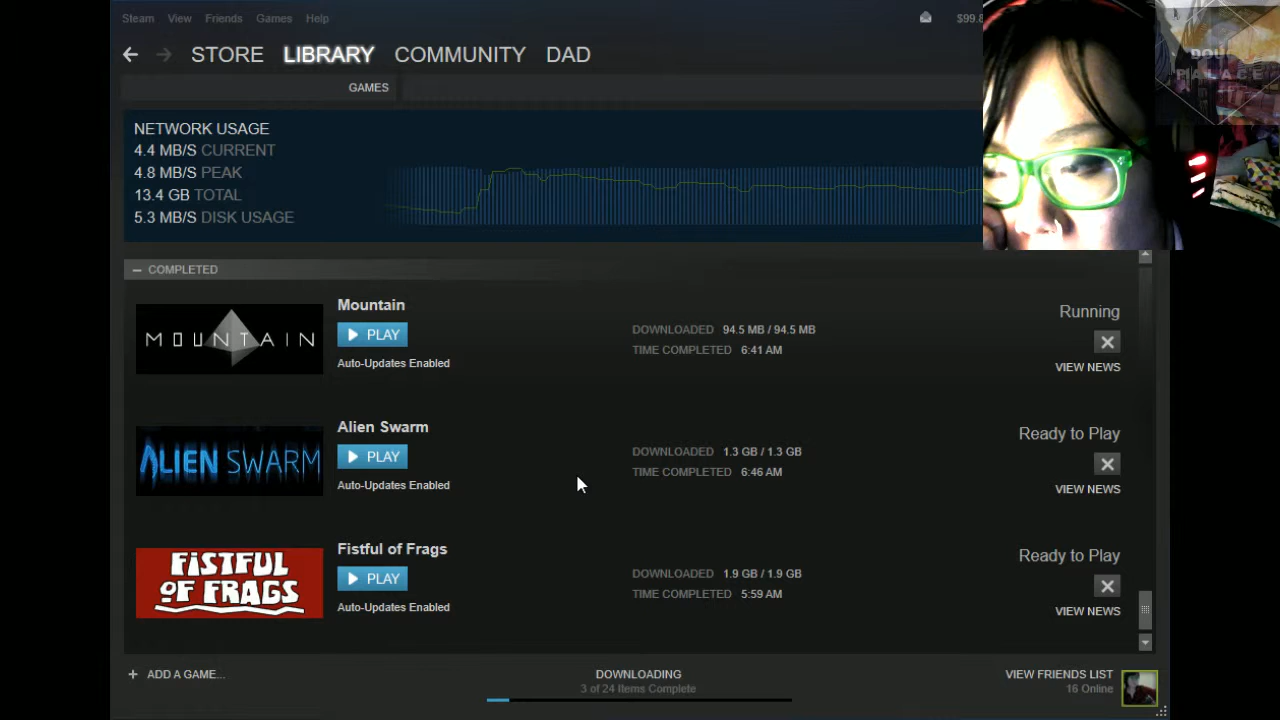 Steam View Friends Games Help
$99.8
STORE LIBRARY COMMUNITY DAD
GAMES
NETWORK USAGE
4.4 MB/S CURRENT
4.8 MB/S PEAK
13.4 GB TOTAL
5.3 MB/S DISK USAGE
COMPLETED
MOUNTAIN
Mountain
PLAY
Auto-Updates Enabled
DOWNLOADED 94.5 MB / 94.5 MB
TIME COMPLETED 6:41 AM
Running
VIEW NEWS
ALIEN SWARM
Alien Swarm
PLAY
Auto-Updates Enabled
DOWNLOADED 1.3 GB / 1.3 GB
TIME COMPLETED 6:46 AM
Ready to Play
VIEW NEWS
FISTFUL
OF FRAGS
Fistful of Frags
PLAY
Auto-Updates Enabled
DOWNLOADED 1.9 GB / 1.9 GB
TIME COMPLETED 5:59 AM
Ready to Play
VIEW NEWS
+ ADD A GAME...
DOWNLOADING
3 of 24 Items Complete
VIEW FRIENDS LIST
16 Online